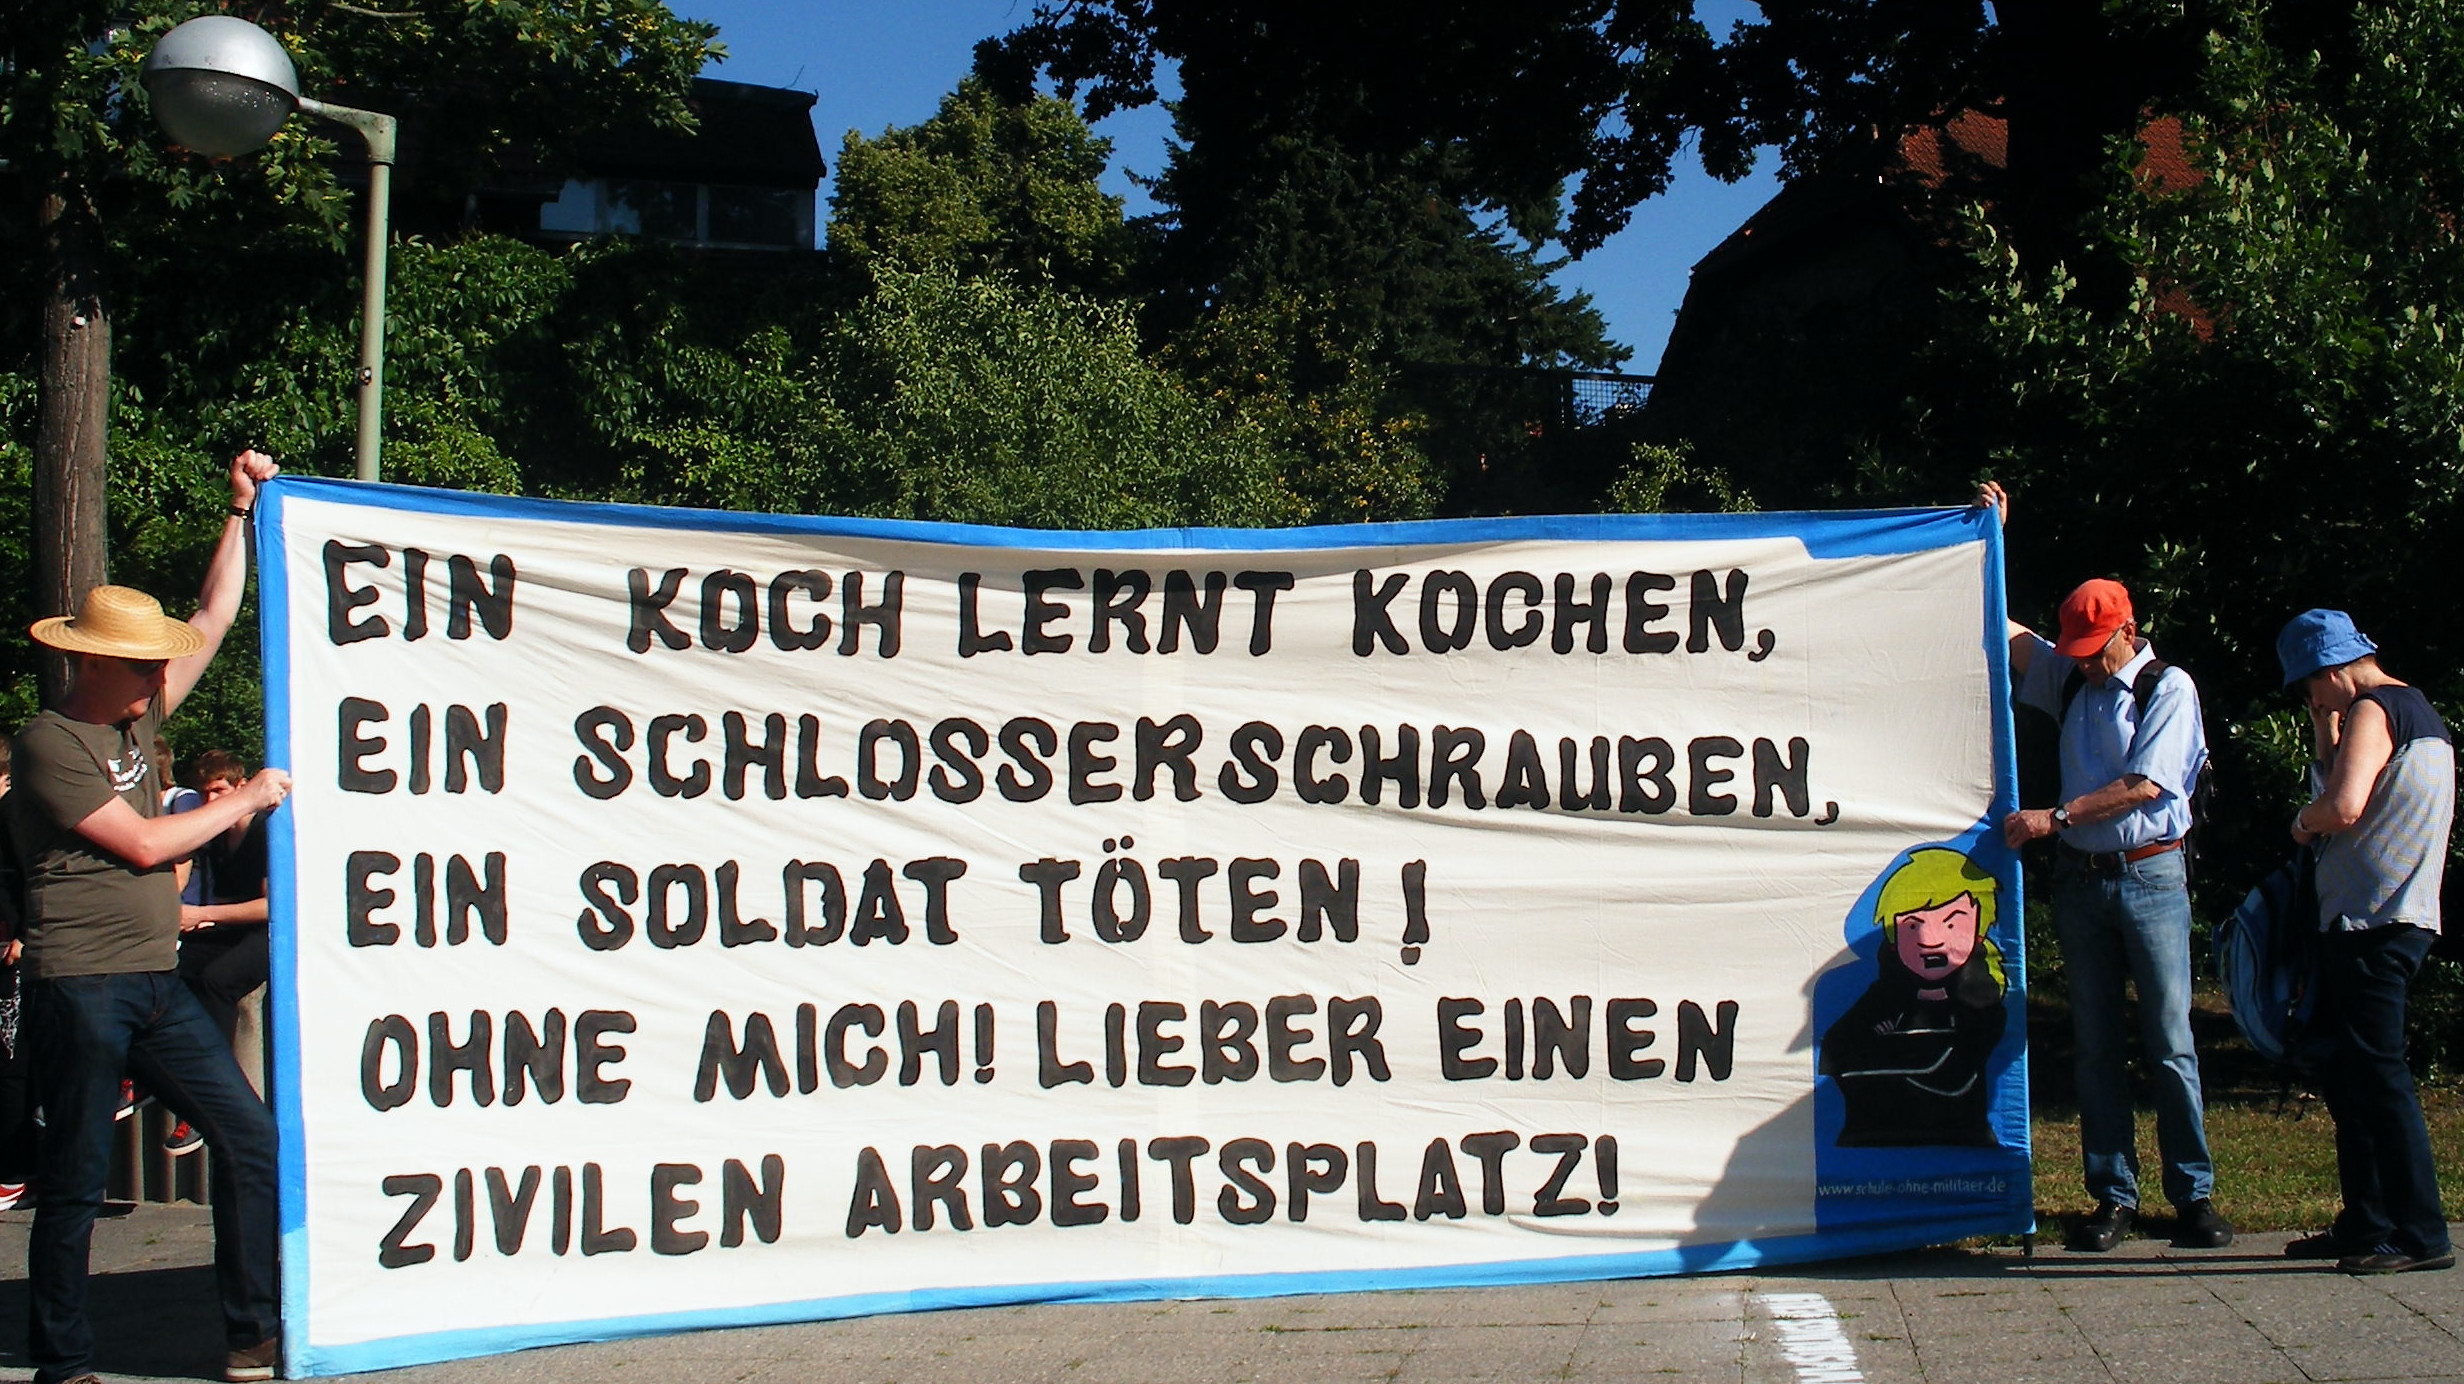 EIN KOCH LERNT KOCHEN,
EIN SCHLOSSER SCHRAUBEN,
EIN SOLDAT TÖTEN!
OHNE MICH! LIEBER EINEN
ZIVILEN ARBEITSPLATZ!
www.schule-ohne-militaer.de